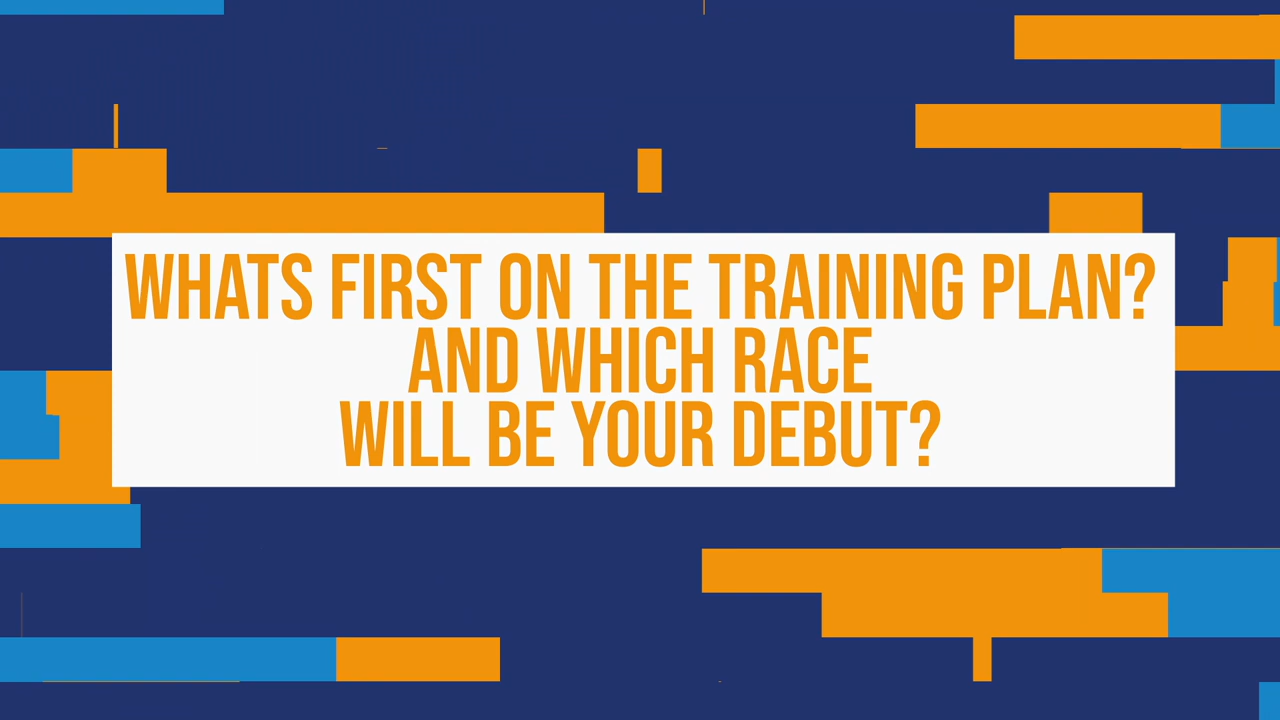 WHATS FIRST ON THE TRAINING PLAN?
AND WHICH RACE
WILL BE YOUR DEBUT?